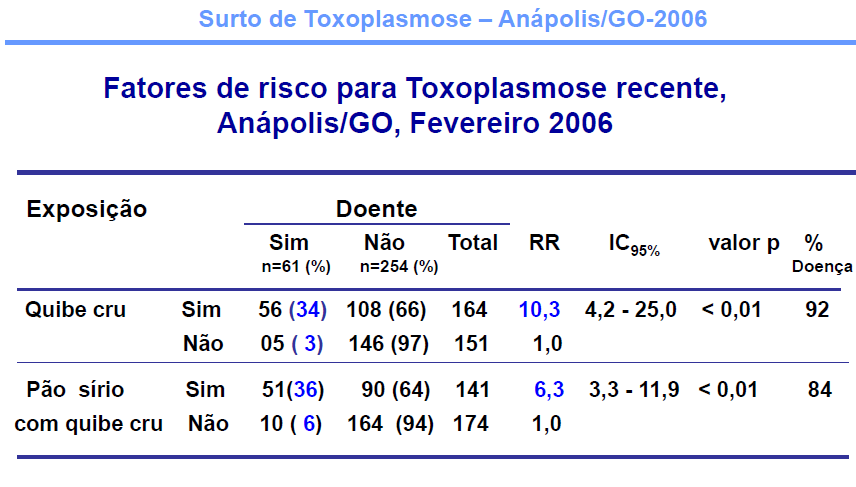 Surto de Toxoplasmose – Anápolis/GO-2006
Fatores de risco para Toxoplasmose recente,
Anápolis/GO, Fevereiro 2006
Exposição Doente
Sim Não Total RR IC95% valor p %
n=61 (%) n=254 (%) Doença
Quibe cru Sim 56 (34) 108 (66) 164 10,3 4,2 - 25,0 < 0,01 92
Não 05 ( 3) 146 (97) 151 1,0
Pão sírio Sim 51(36) 90 (64) 141 6,3 3,3 - 11,9 < 0,01 84
com quibe cru Não 10 ( 6) 164 (94) 174 1,0